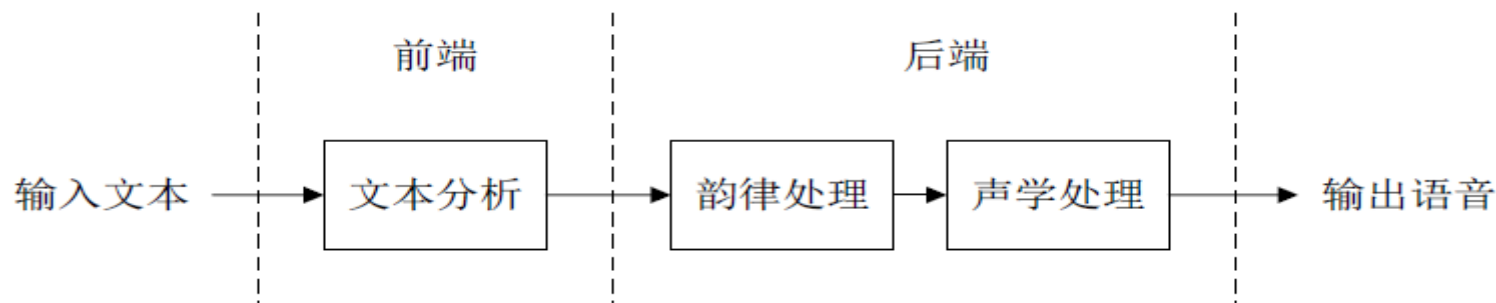 前端
后端
输入文本
文本分析
韵律处理
声学处理
输出语音